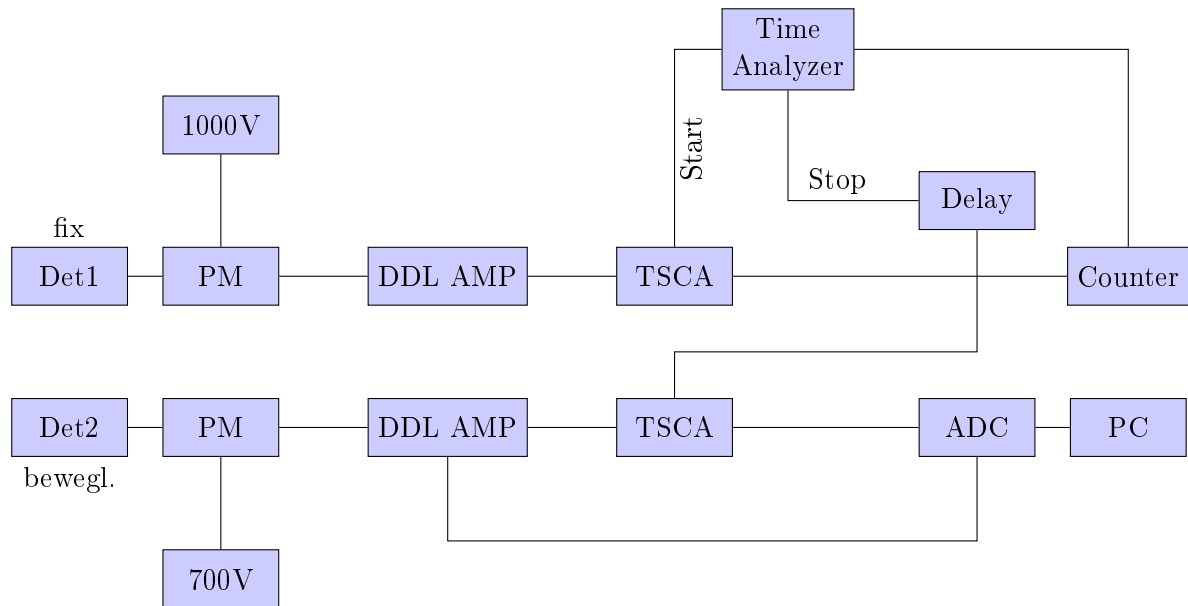 Time
Analyzer
1000V
Start
Stop
Delay
fix
Det1
PM
DDL AMP
TSCA
Counter
Det2
PM
DDL AMP
TSCA
ADC
PC
bewegl.
700V